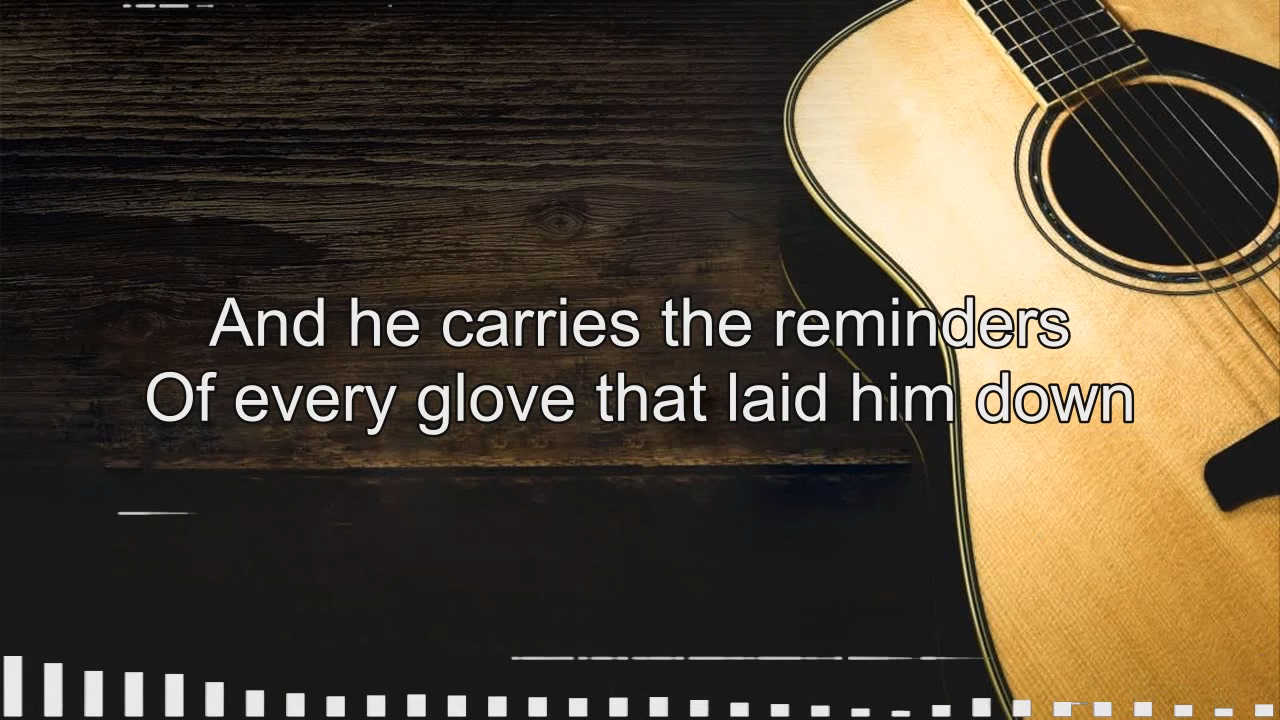 And he carries the reminders
Of every glove that laid him down